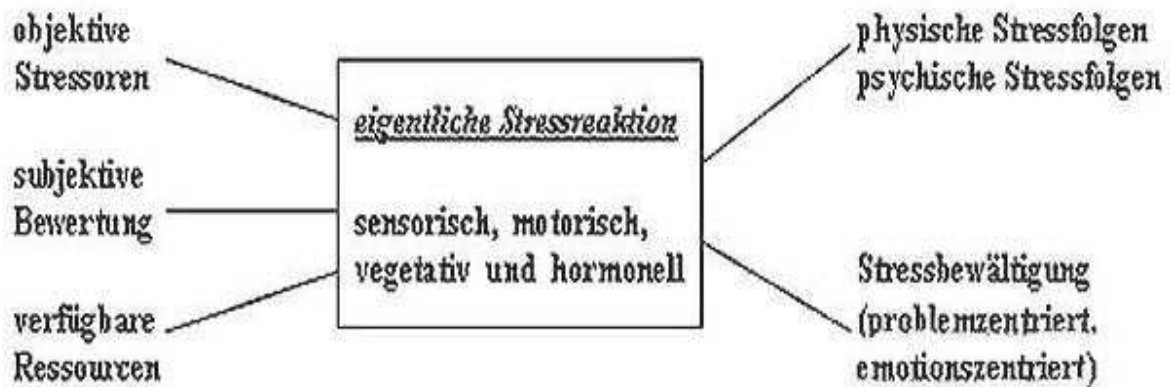 objektive
Stressoren
subjektive
Bewertung
verfügbare
Ressourcen
eigentliche Stressreaktion
sensorisch, motorisch,
vegetativ und hormonell
physische Stressfolgen
psychische Stressfolgen
Stressbewältigung
(problemzentriert,
emotionszentriert)